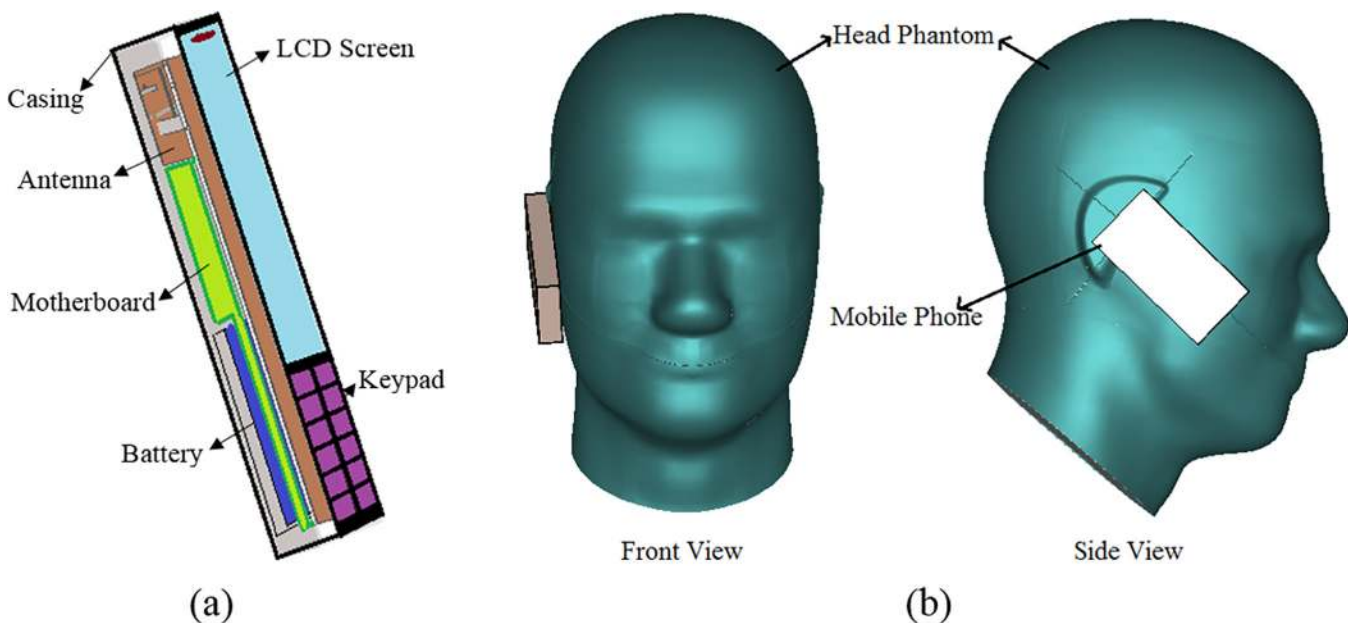 LCD Screen
Casing
Antenna
Motherboard
Keypad
Battery
(a)
Head Phantom
Mobile Phone
Front View
Side View
(b)